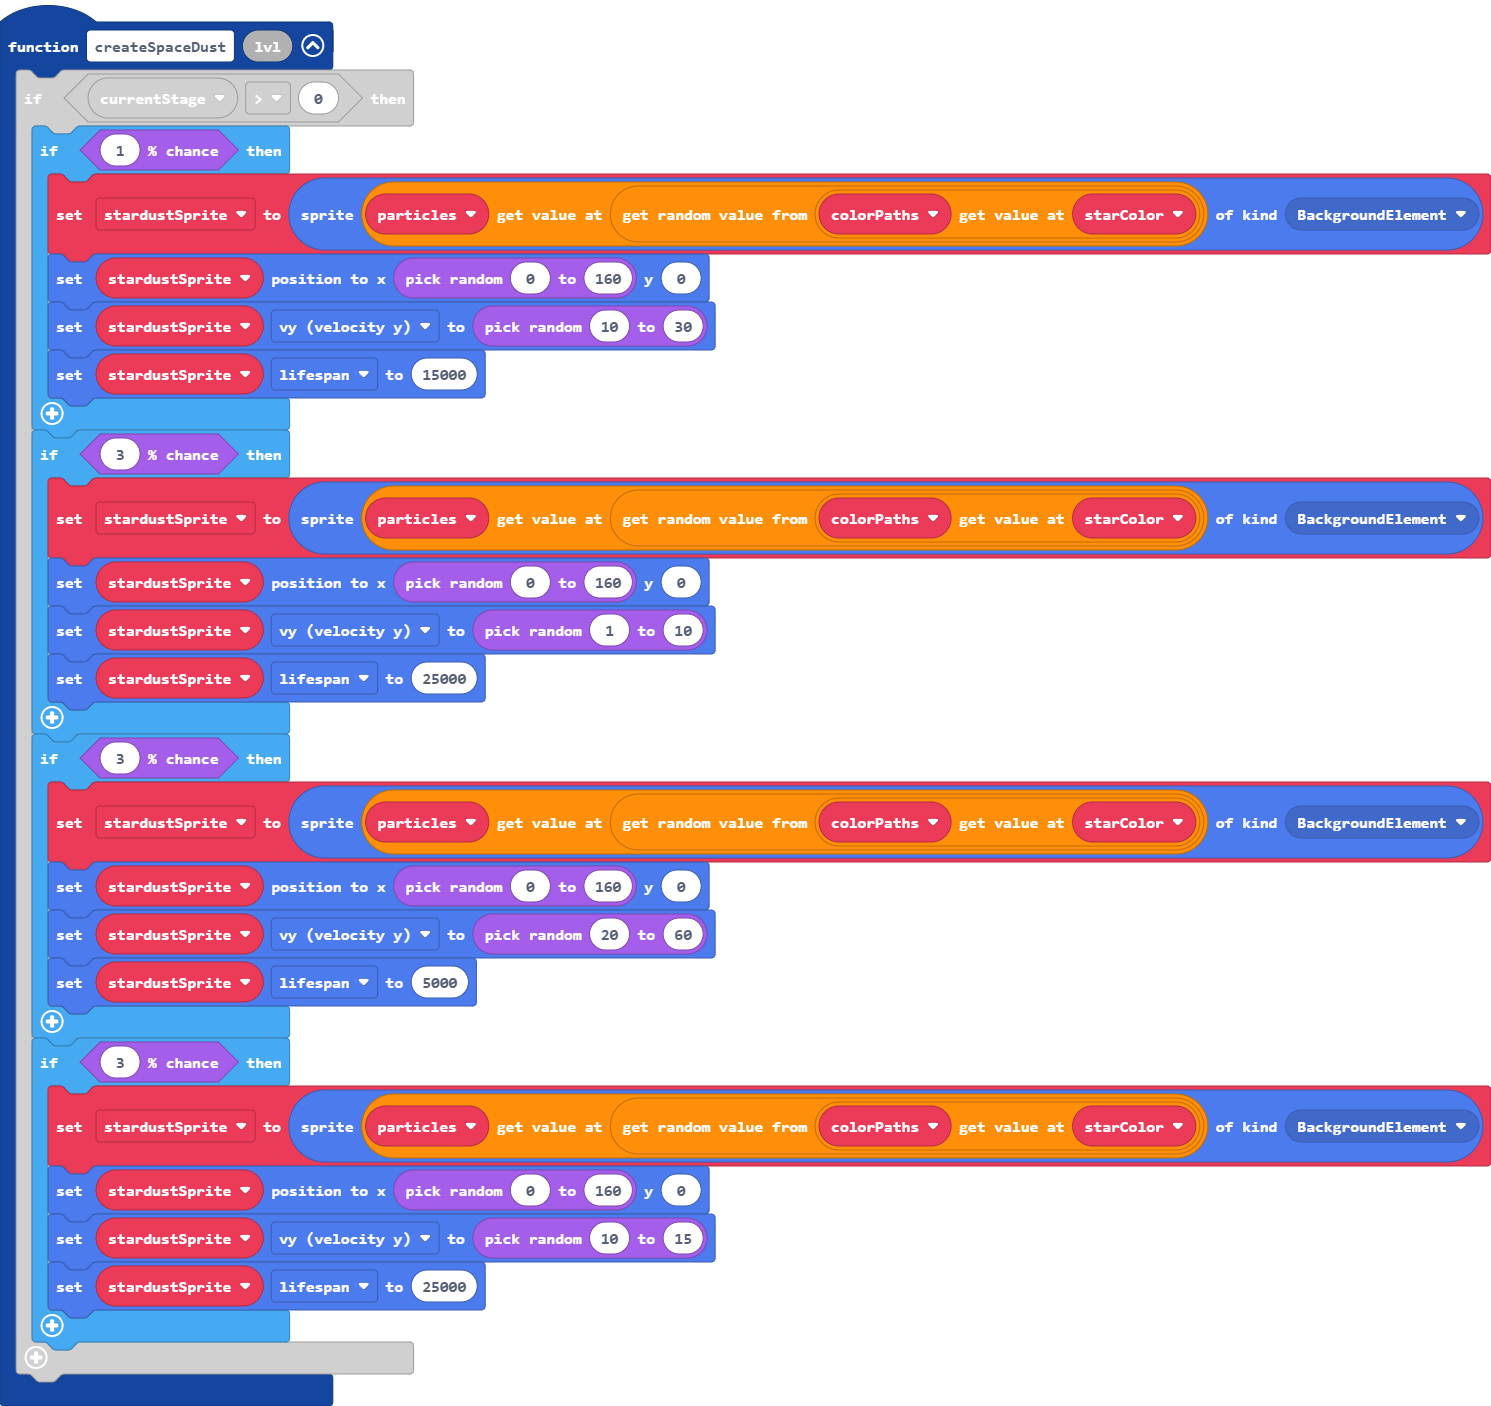 function createSpaceDust lvl
if currentStage > 0 then
if 1 % chance then
set stardustSprite to sprite particles get value at get random value from colorPaths get value at starColor of kind BackgroundElement
set stardustSprite position to x pick random 0 to 160 y 0
set stardustSprite vy (velocity y) to pick random 10 to 30
set stardustSprite lifespan to 15000
if 3 % chance then
set stardustSprite to sprite particles get value at get random value from colorPaths get value at starColor of kind BackgroundElement
set stardustSprite position to x pick random 0 to 160 y 0
set stardustSprite vy (velocity y) to pick random 1 to 10
set stardustSprite lifespan to 25000
if 3 % chance then
set stardustSprite to sprite particles get value at get random value from colorPaths get value at starColor of kind BackgroundElement
set stardustSprite position to x pick random 0 to 160 y 0
set stardustSprite vy (velocity y) to pick random 20 to 60
set stardustSprite lifespan to 5000
if 3 % chance then
set stardustSprite to sprite particles get value at get random value from colorPaths get value at starColor of kind BackgroundElement
set stardustSprite position to x pick random 0 to 160 y 0
set stardustSprite vy (velocity y) to pick random 10 to 15
set stardustSprite lifespan to 25000